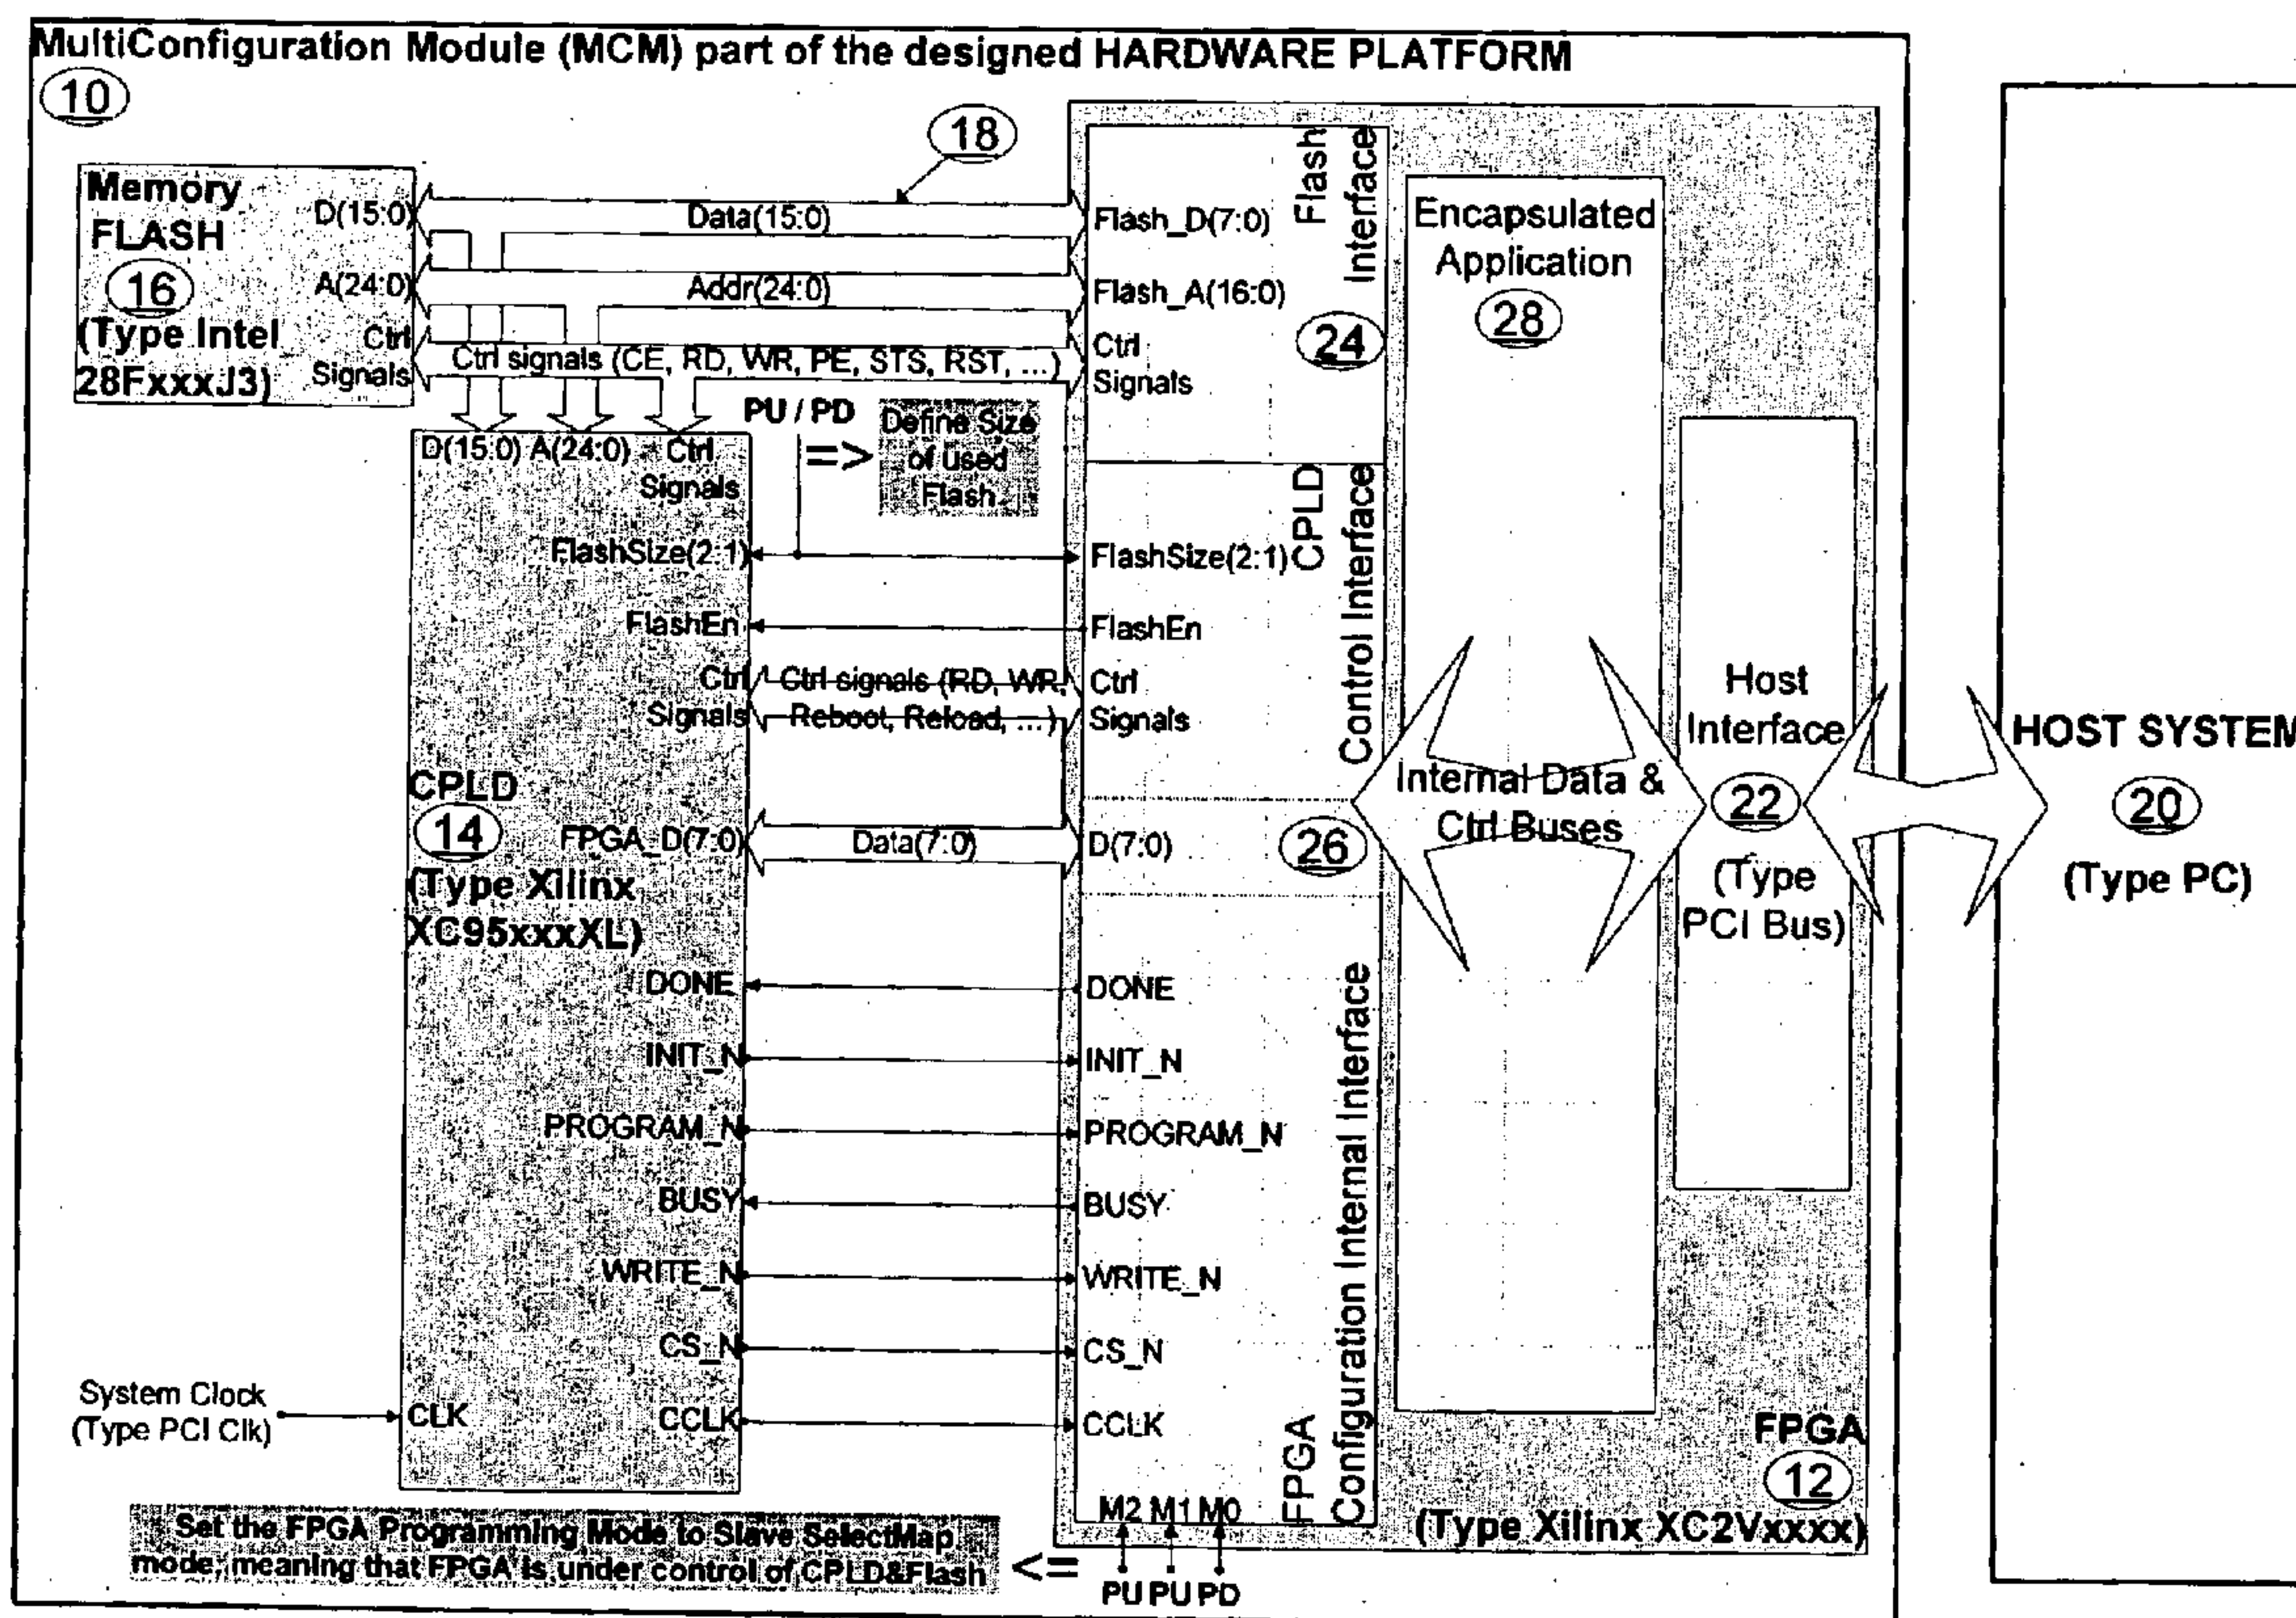 MultiConfiguration Module (MCM) part of the designed HARDWARE PLATFORM
10
18
Memory
FLASH
16
(Type Intel
28FxxxJ3)
D(15:0)
A(24:0)
Ctrl
Signals
Data(15:0)
Addr(24:0)
Ctrl signals (CE, RD, WR, PE, STS, RST, ...)
Flash_D(7:0)
Flash_A(16:0)
Ctrl
Signals
Flash
Interface
24
Encapsulated
Application
28
PU / PD
=>
Define Size
of used
Flash
D(15:0) A(24:0) Ctrl
Signals
FlashSize(2:1)
FlashEn
Ctrl
Signals
Ctrl signals (RD, WR,
Reboot, Reload, ...)
FlashSize(2:1)
FlashEn
Ctrl
Signals
CPLD
Control Interface
CPLD
14
(Type Xilinx
XC95xxxXL)
FPGA_D(7:0)
Data(7:0)
D(7:0)
26
Internal Data &
Ctrl Buses
Host
Interface
22
(Type
PCI Bus)
HOST SYSTEM
20
(Type PC)
DONE
INIT_N
PROGRAM_N
BUSY
WRITE_N
CS_N
CCLK
DONE
INIT_N
PROGRAM_N
BUSY
WRITE_N
CS_N
CCLK
FPGA
Configuration Internal Interface
System Clock
(Type PCI Clk)
CLK
M2 M1 M0
FPGA
12
(Type Xilinx XC2Vxxxx)
Set the FPGA Programming Mode to Slave SelectMap
mode, meaning that FPGA is under control of CPLD&Flash
<=
PU PU PD